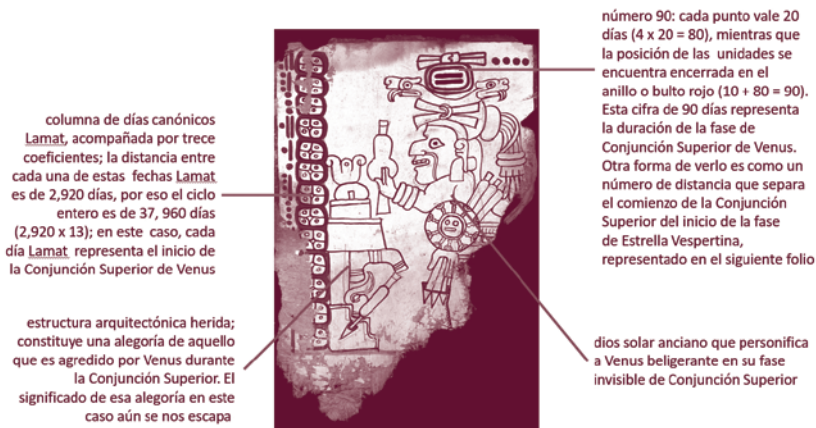 columna de días canónicos
Lamat, acompañada por trece
coeficientes; la distancia entre
cada una de estas fechas Lamat
es de 2,920 días, por eso el ciclo
entero es de 37, 960 días
(2,920 x 13); en este caso, cada
día Lamat representa el inicio de
la Conjunción Superior de Venus
estructura arquitectónica herida;
constituye una alegoría de aquello
que es agredido por Venus durante
la Conjunción Superior. El
significado de esa alegoría en este
caso aún se nos escapa
número 90: cada punto vale 20
días (4 x 20 = 80), mientras que
la posición de las unidades se
encuentra encerrada en el
anillo o bulto rojo (10 + 80 = 90).
Esta cifra de 90 días representa
la duración de la fase de
Conjunción Superior de Venus.
Otra forma de verlo es como un
número de distancia que separa
el comienzo de la Conjunción
Superior del inicio de la fase
de Estrella Vespertina,
representado en el siguiente folio
dios solar anciano que personifica
a Venus beligerante en su fase
invisible de Conjunción Superior